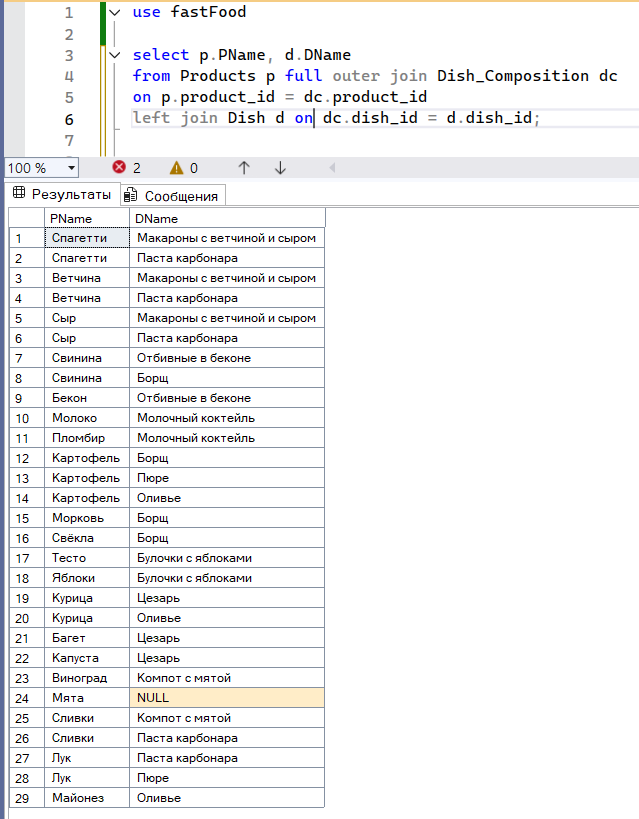 1 use fastFood
2
3 select p.PName, d.DName
4 from Products p full outer join Dish_Composition dc
5 on p.product_id = dc.product_id
6 left join Dish d on dc.dish_id = d.dish_id;
7
100 % 2 0
Результаты Сообщения
PName DName
1 Спагетти Макароны с ветчиной и сыром
2 Спагетти Паста карбонара
3 Ветчина Макароны с ветчиной и сыром
4 Ветчина Паста карбонара
5 Сыр Макароны с ветчиной и сыром
6 Сыр Паста карбонара
7 Свинина Отбивные в беконе
8 Свинина Борщ
9 Бекон Отбивные в беконе
10 Молоко Молочный коктейль
11 Пломбир Молочный коктейль
12 Картофель Борщ
13 Картофель Пюре
14 Картофель Оливье
15 Морковь Борщ
16 Свёкла Борщ
17 Тесто Булочки с яблоками
18 Яблоки Булочки с яблоками
19 Курица Цезарь
20 Курица Оливье
21 Багет Цезарь
22 Капуста Цезарь
23 Виноград Компот с мятой
24 Мята NULL
25 Сливки Компот с мятой
26 Сливки Паста карбонара
27 Лук Паста карбонара
28 Лук Пюре
29 Майонез Оливье